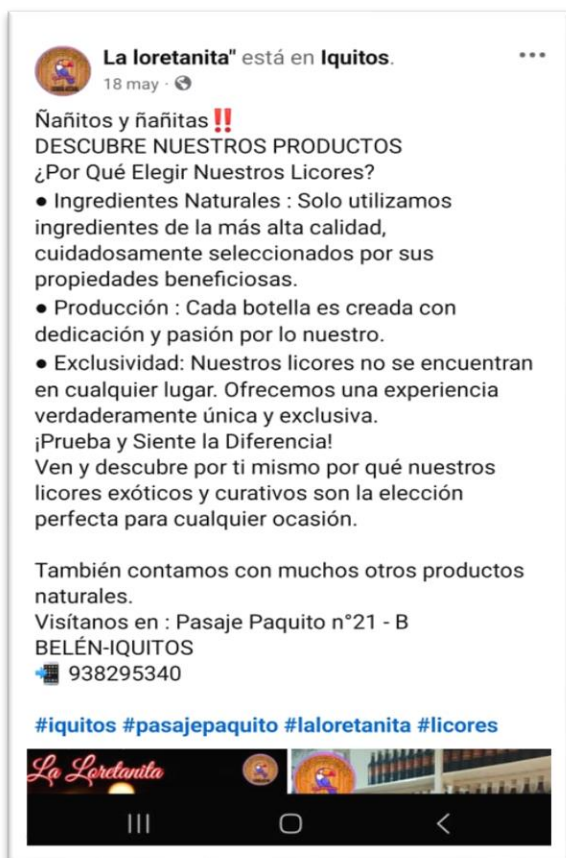 La loretanita" está en Iquitos.
18 may ·
Ñañitos y ñañitas‼️
DESCUBRE NUESTROS PRODUCTOS
¿Por Qué Elegir Nuestros Licores?
● Ingredientes Naturales : Solo utilizamos
ingredientes de la más alta calidad,
cuidadosamente seleccionados por sus
propiedades beneficiosas.
● Producción : Cada botella es creada con
dedicación y pasión por lo nuestro.
● Exclusividad: Nuestros licores no se encuentran
en cualquier lugar. Ofrecemos una experiencia
verdaderamente única y exclusiva.
¡Prueba y Siente la Diferencia!
Ven y descubre por ti mismo por qué nuestros
licores exóticos y curativos son la elección
perfecta para cualquier ocasión.
También contamos con muchos otros productos
naturales.
Visítanos en : Pasaje Paquito n°21 - B
BELÉN-IQUITOS
📲 938295340
#iquitos #pasajepaquito #laloretanita #licores
La Loretanita